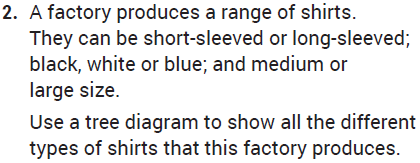 2. A factory produces a range of shirts.
They can be short-sleeved or long-sleeved;
black, white or blue; and medium or
large size.
Use a tree diagram to show all the different
types of shirts that this factory produces.